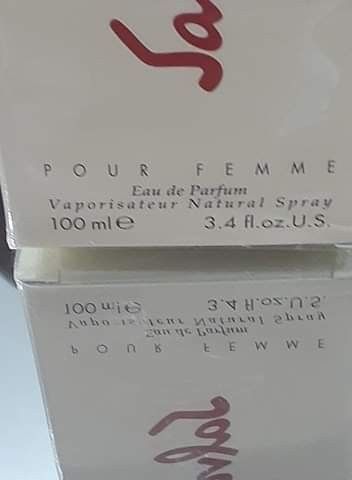 Sa
POUR FEMME
Eau de Parfum
Vaporisateur Natural Spray
100 ml e 3.4 fl.oz.U.S.
100 ml e 3.4 fl.oz.U.S.
Vaporisateur Natural Spray
Eau de Parfum
POUR FEMME